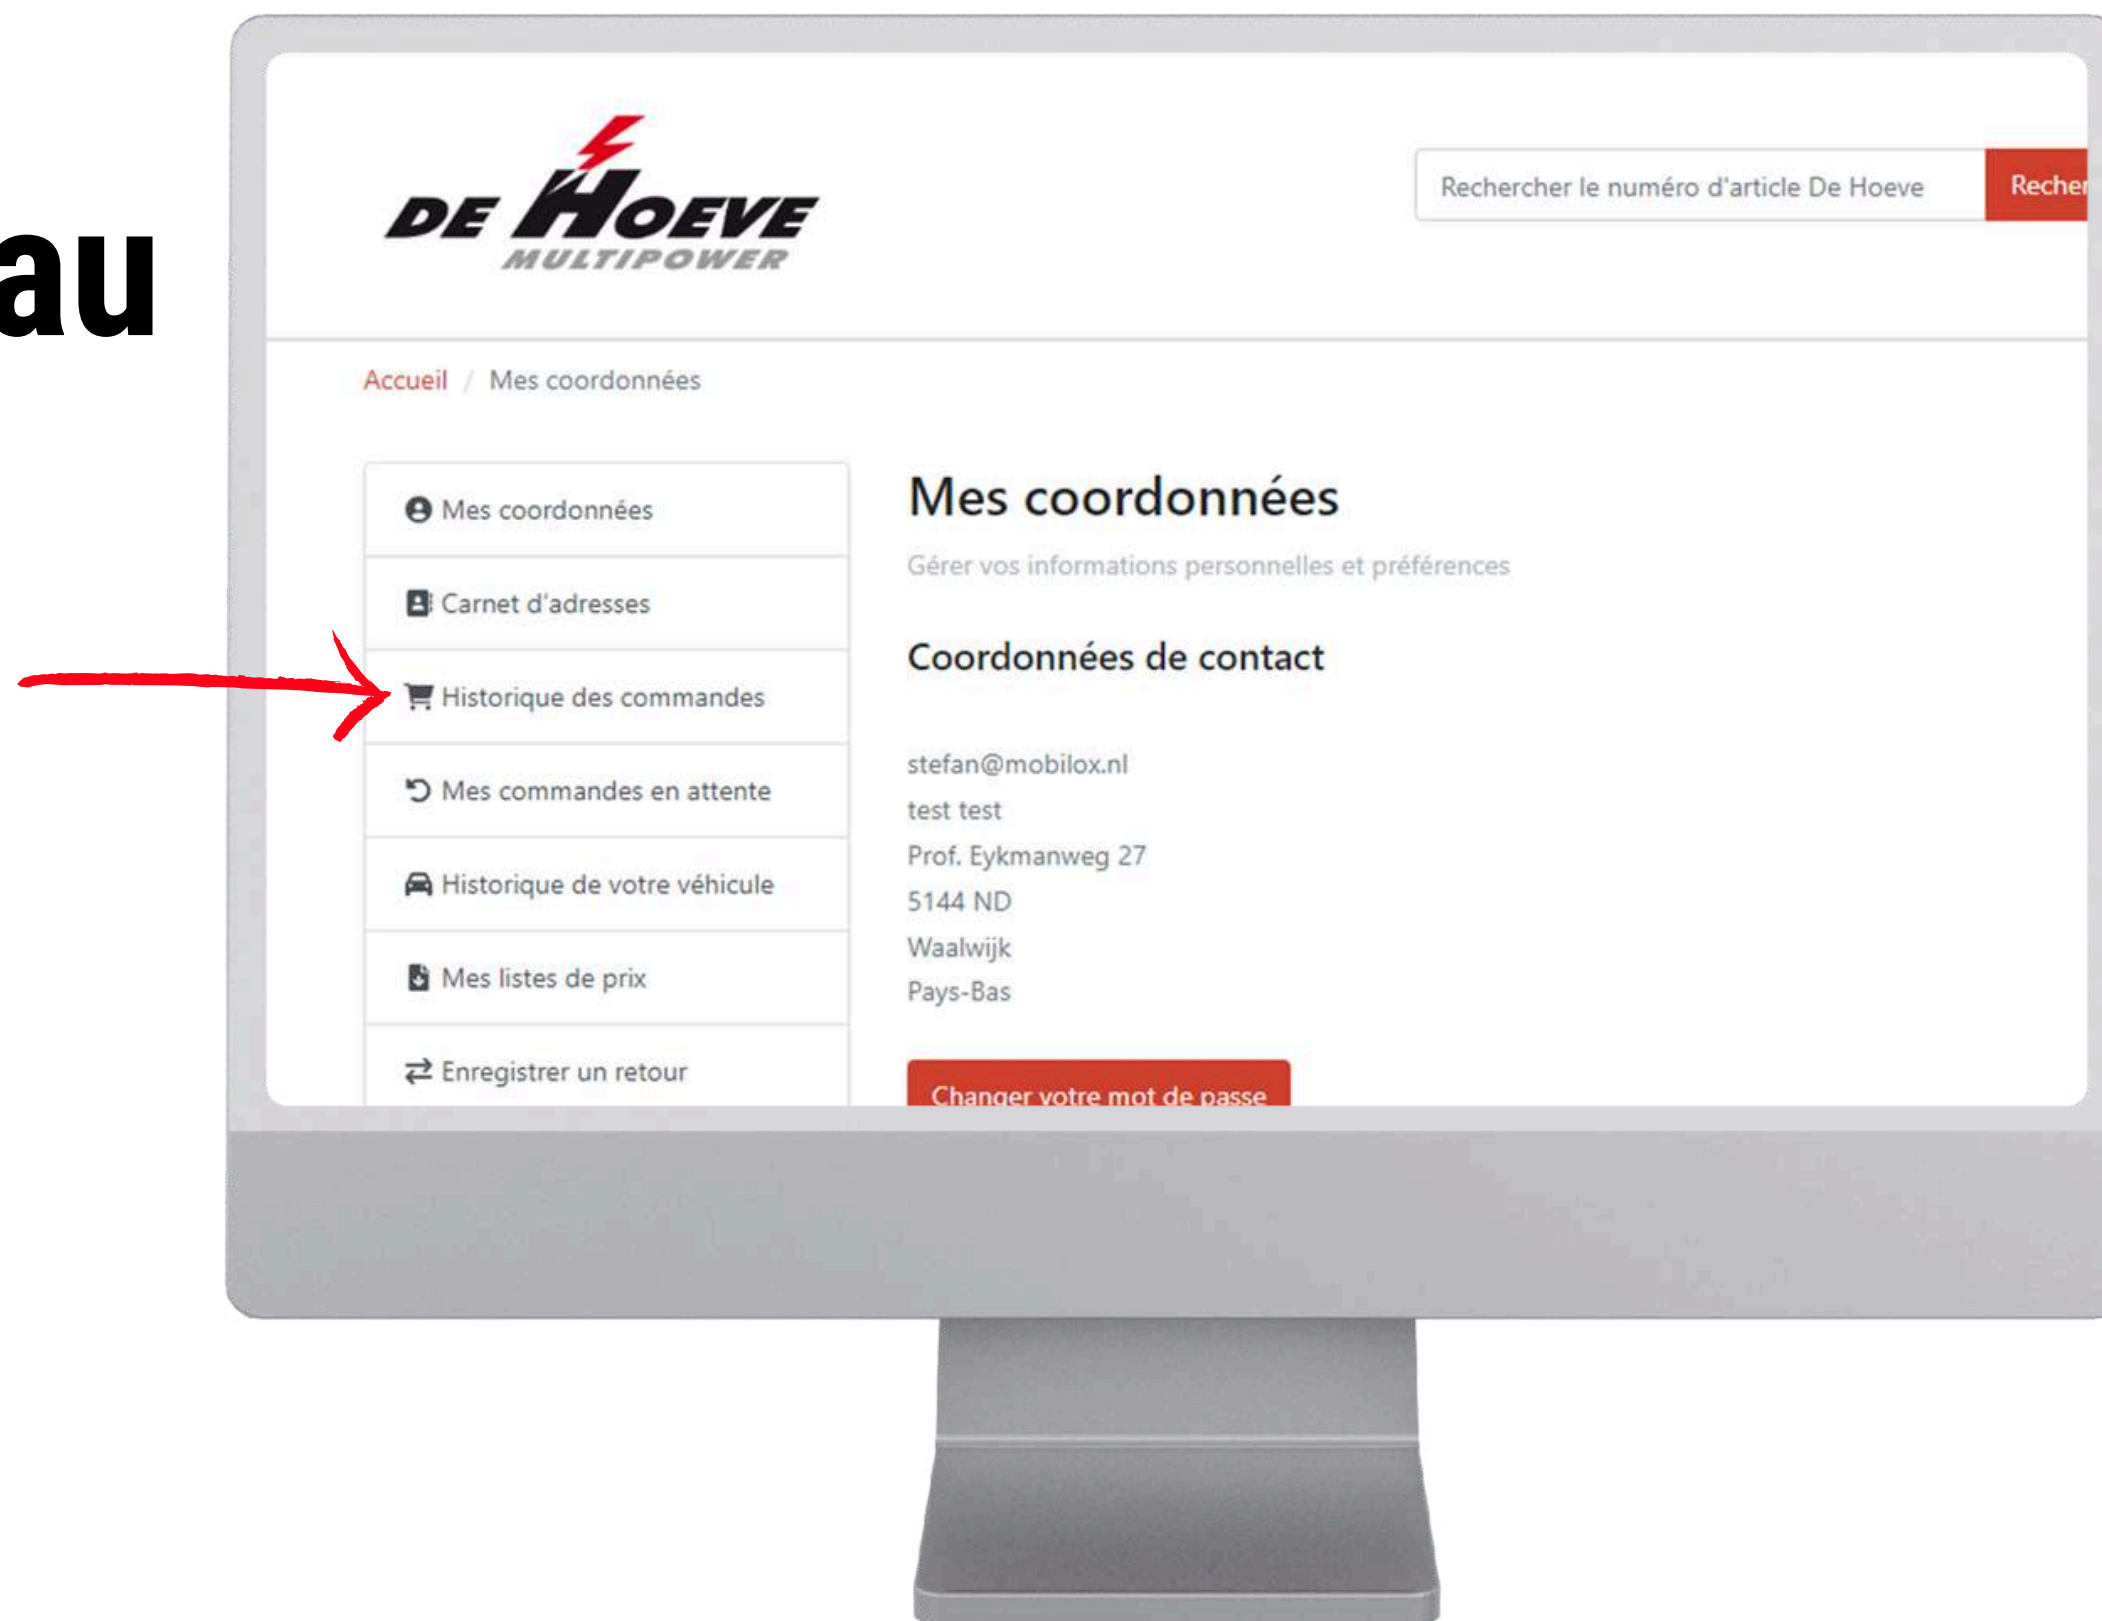 au
DE HOEVE
MULTIPOWER
Rechercher le numéro d'article De Hoeve
Recher
Accueil / Mes coordonnées
Mes coordonnées
Carnet d'adresses
Historique des commandes
Mes commandes en attente
Historique de votre véhicule
Mes listes de prix
Enregistrer un retour
Mes coordonnées
Gérer vos informations personnelles et préférences
Coordonnées de contact
stefan@mobilox.nl
test test
Prof. Eykmanweg 27
5144 ND
Waalwijk
Pays-Bas
Changer votre mot de passe